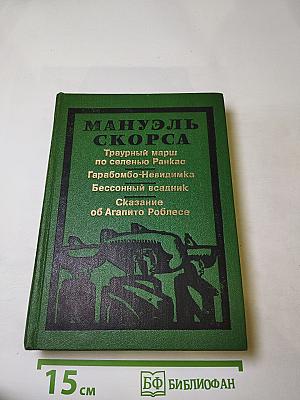 МАНУЭЛЬ
СКОРСА
Траурный марш
по селенью Ранкас
Гарабомбо-Невидимка
Бессонный всадник
Сказание
об Агапито Роблесе
15 см
БФ БИБЛИОФАН